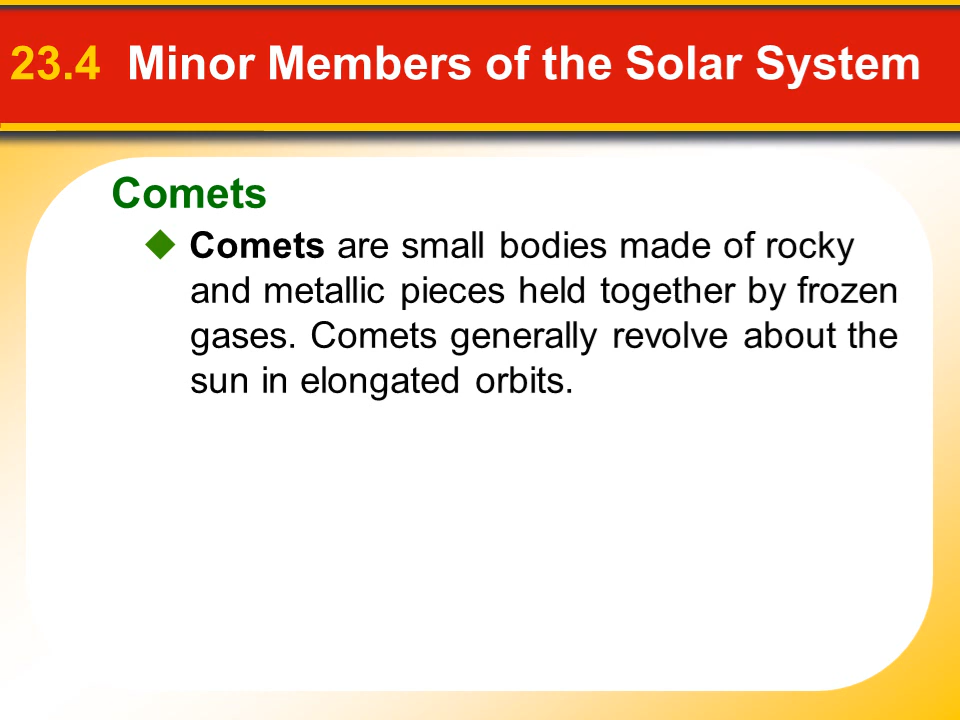 23.4 Minor Members of the Solar System
Comets
◆ Comets are small bodies made of rocky
and metallic pieces held together by frozen
gases. Comets generally revolve about the
sun in elongated orbits.